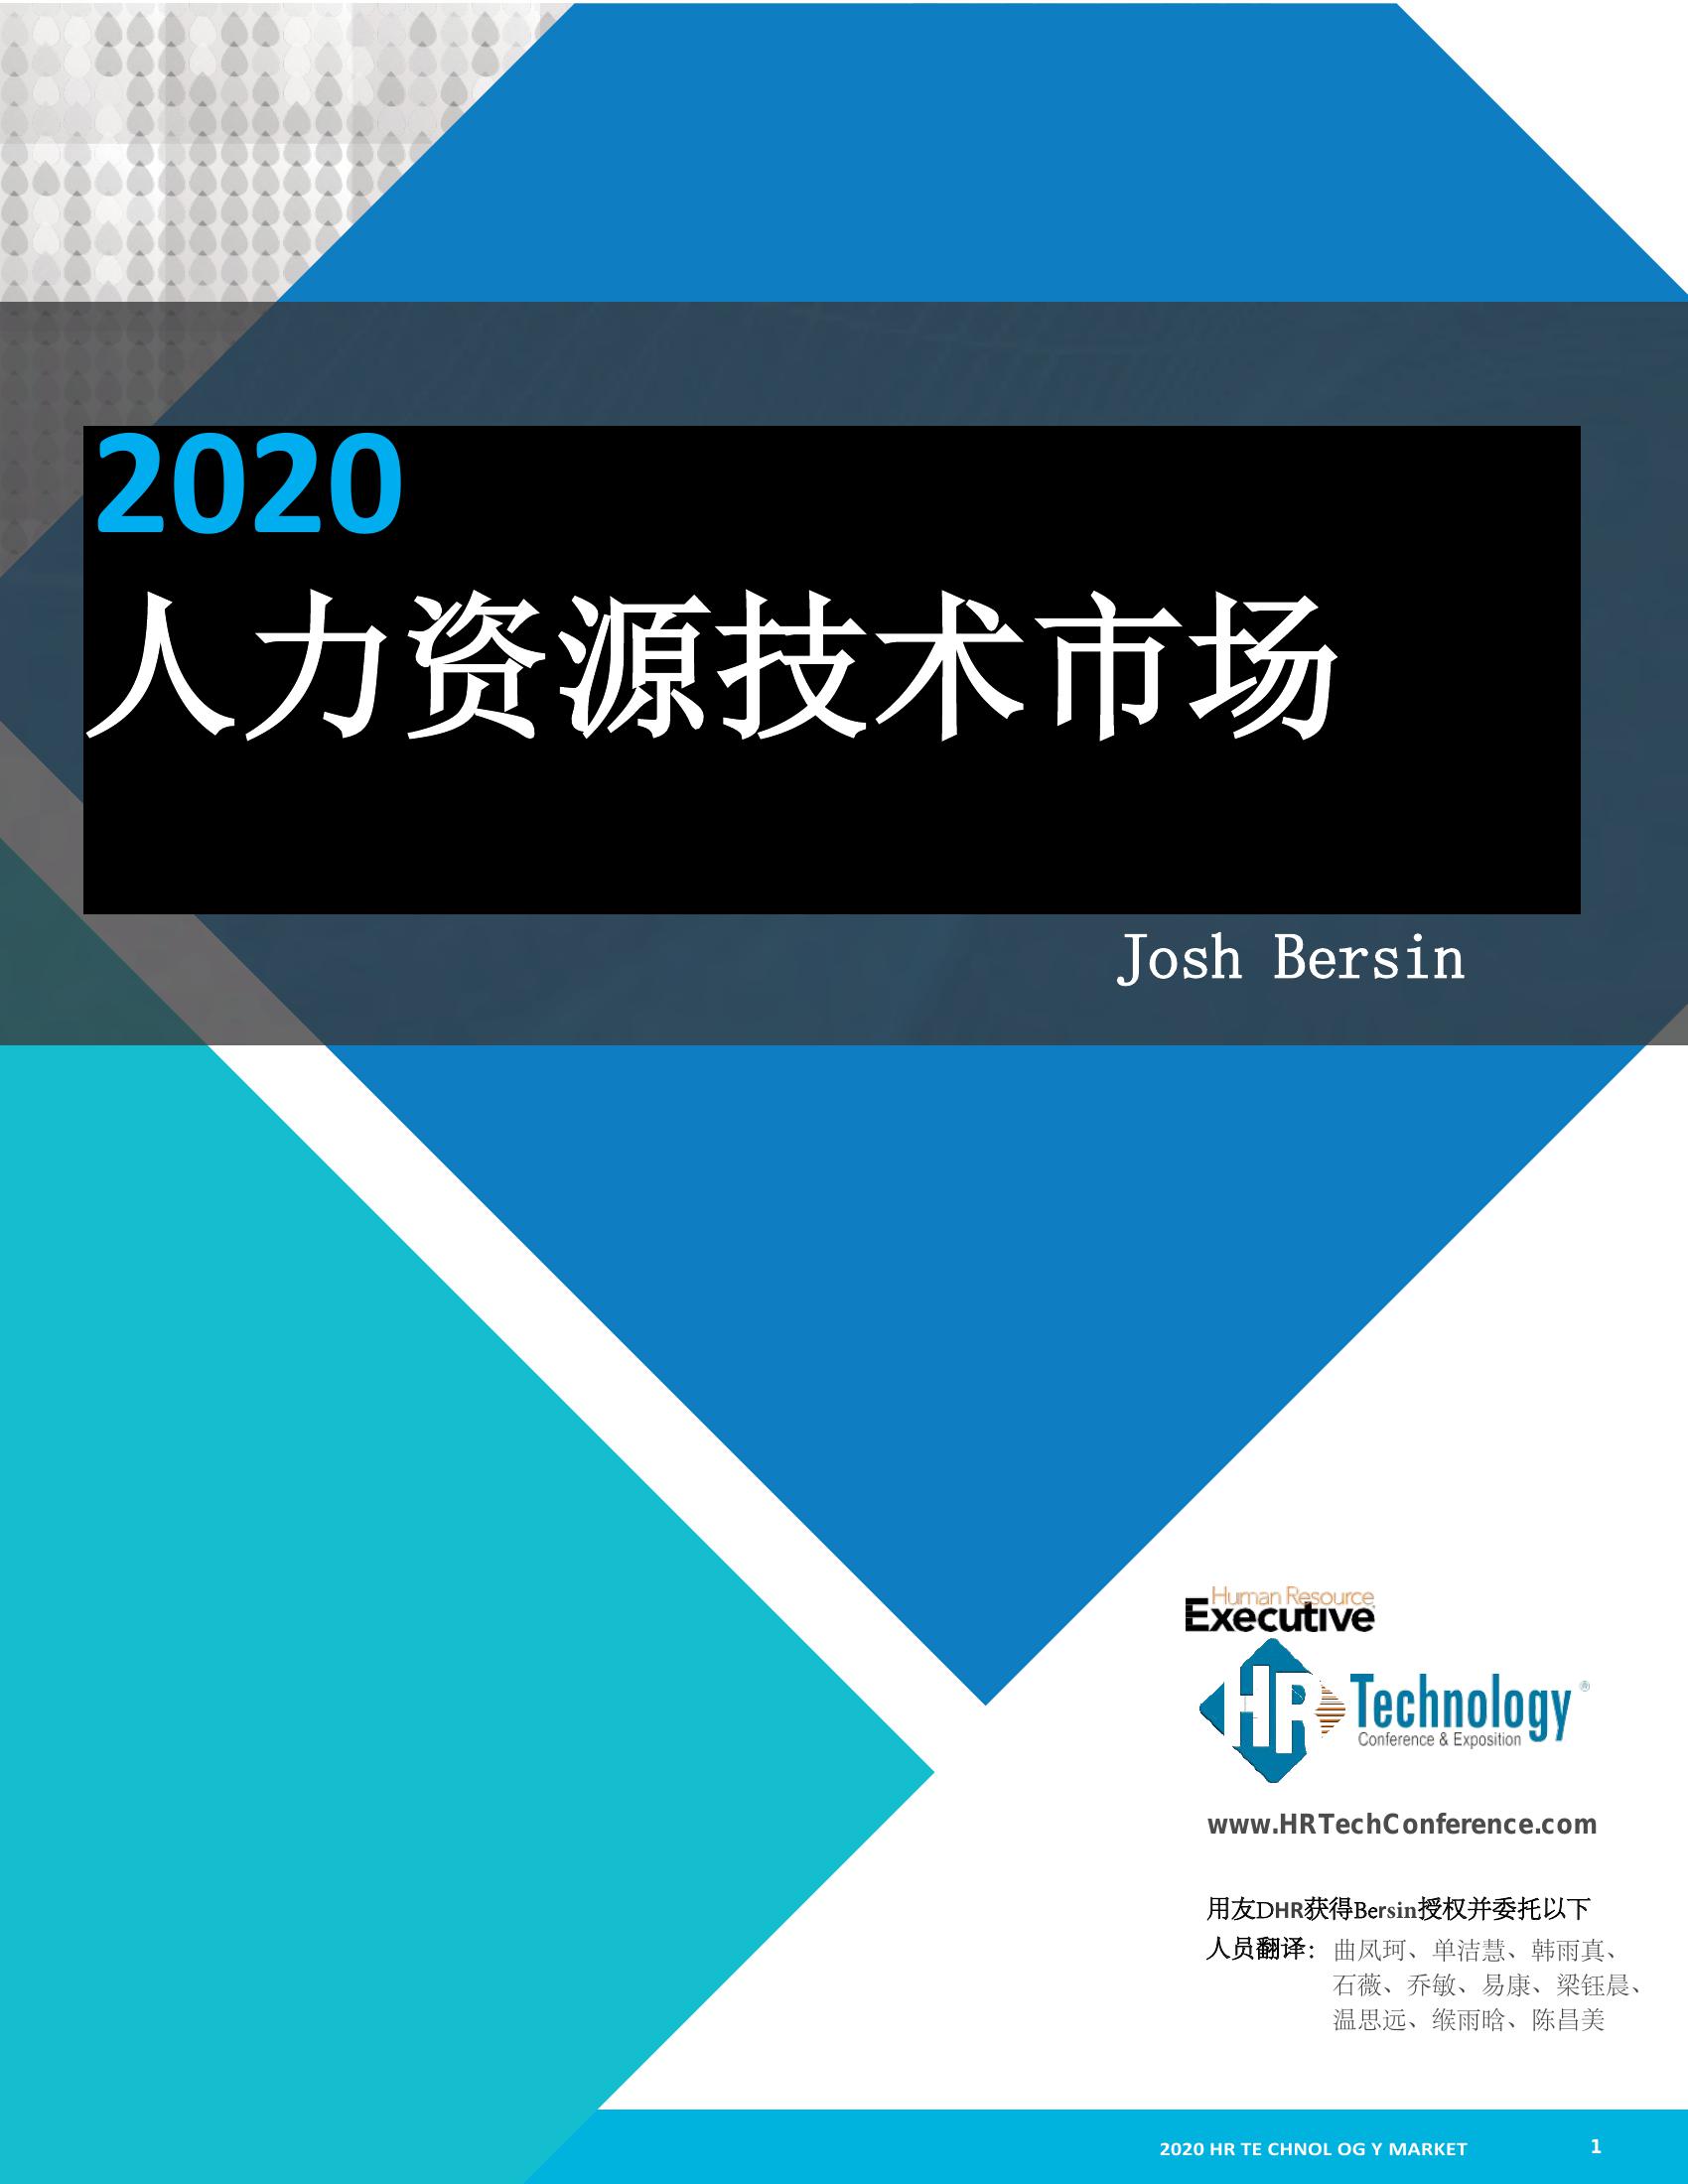 2020
人力资源技术市场
Josh Bersin
Human Resource
Executive
HR Technology®
Conference & Exposition
www.HRTechConference.com
用友DHR获得Bersin授权并委托以下
人员翻译：曲凤珂、单洁慧、韩雨真、
石薇、乔敏、易康、梁钰晨、
温思远、缑雨晗、陈昌美
2020 HR TE CHNOL OG Y MARKET 1